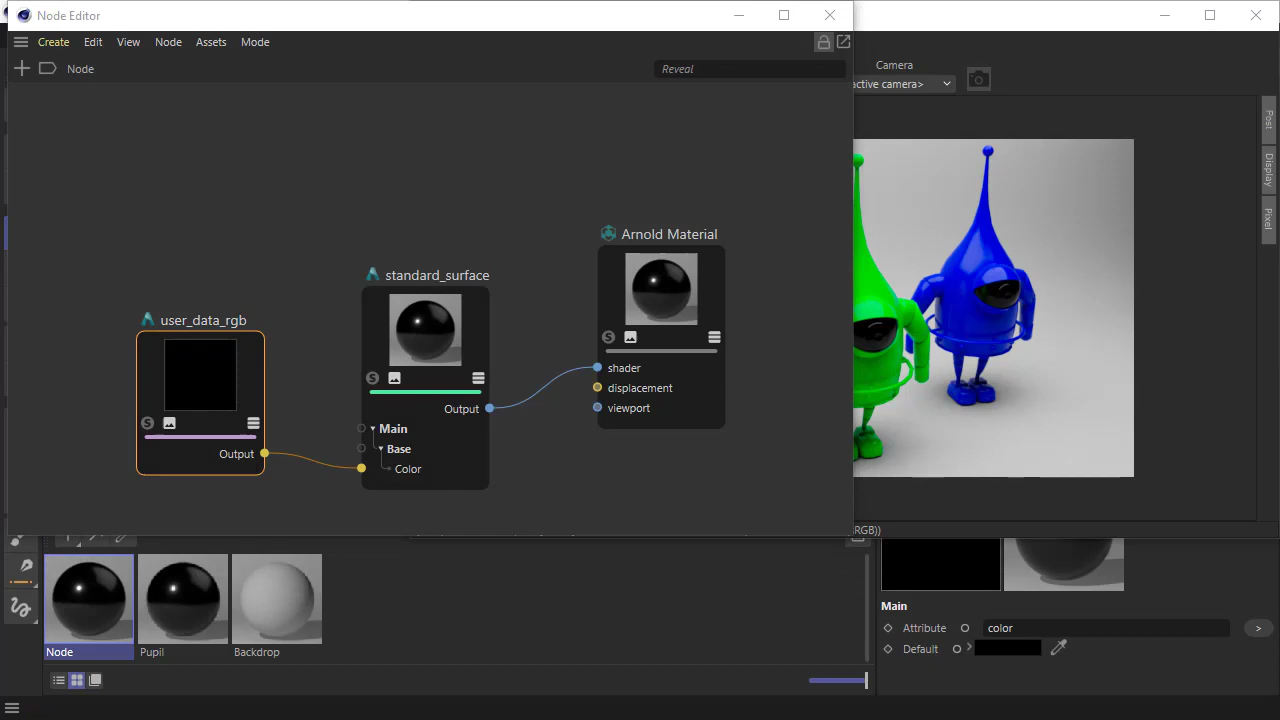 Node Editor
Create Edit View Node Assets Mode
Node
Reveal
Camera
active camera>
Post
Display
Pixel
Arnold Material
standard_surface
user_data_rgb
shader
displacement
viewport
Output
Main
Base
Color
Output
RGB))
Node
Pupil
Backdrop
Main
Attribute color >
Default